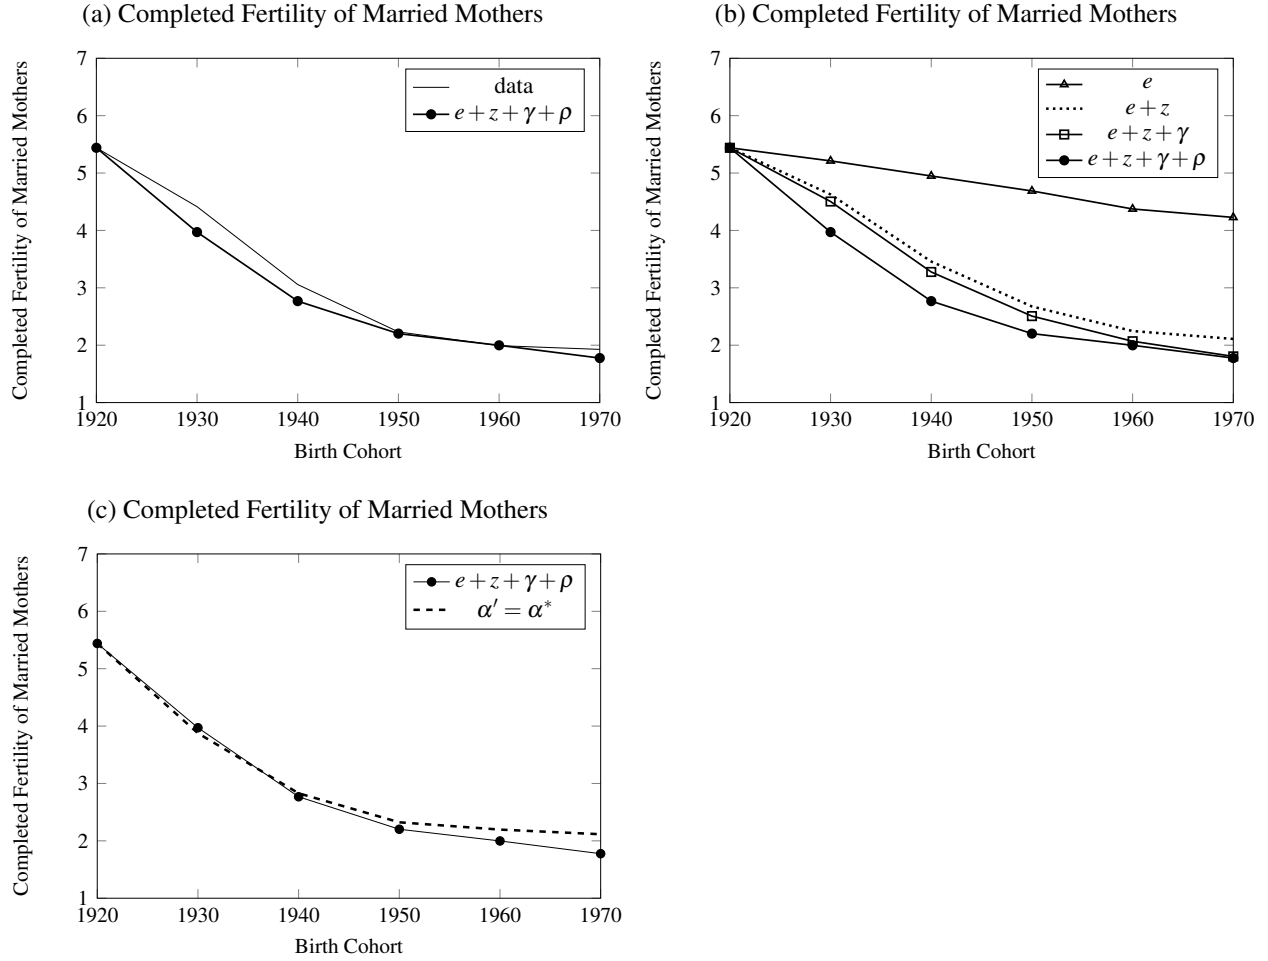 (a) Completed Fertility of Married Mothers
Completed Fertility of Married Mothers
7
6
5
4
3
2
1
1920 1930 1940 1950 1960 1970
Birth Cohort
data
e + z + γ + ρ
(b) Completed Fertility of Married Mothers
Completed Fertility of Married Mothers
7
6
5
4
3
2
1
1920 1930 1940 1950 1960 1970
Birth Cohort
e
e + z
e + z + γ
e + z + γ + ρ
(c) Completed Fertility of Married Mothers
Completed Fertility of Married Mothers
7
6
5
4
3
2
1
1920 1930 1940 1950 1960 1970
Birth Cohort
e + z + γ + ρ
α′ = α*